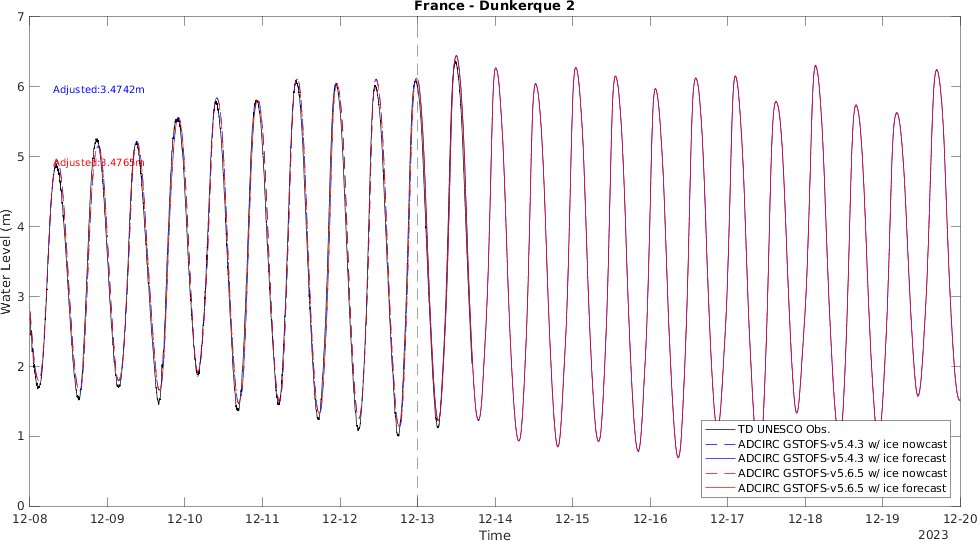 France - Dunkerque 2
7
6
5
4
3
2
1
0
Water Level (m)
Adjusted:3.4742m
Adjusted:3.4765m
TD UNESCO Obs.
ADCIRC GSTOFS-v5.4.3 w/ ice nowcast
ADCIRC GSTOFS-v5.4.3 w/ ice forecast
ADCIRC GSTOFS-v5.6.5 w/ ice nowcast
ADCIRC GSTOFS-v5.6.5 w/ ice forecast
12-08 12-09 12-10 12-11 12-12 12-13 12-14 12-15 12-16 12-17 12-18 12-19 12-20
Time
2023